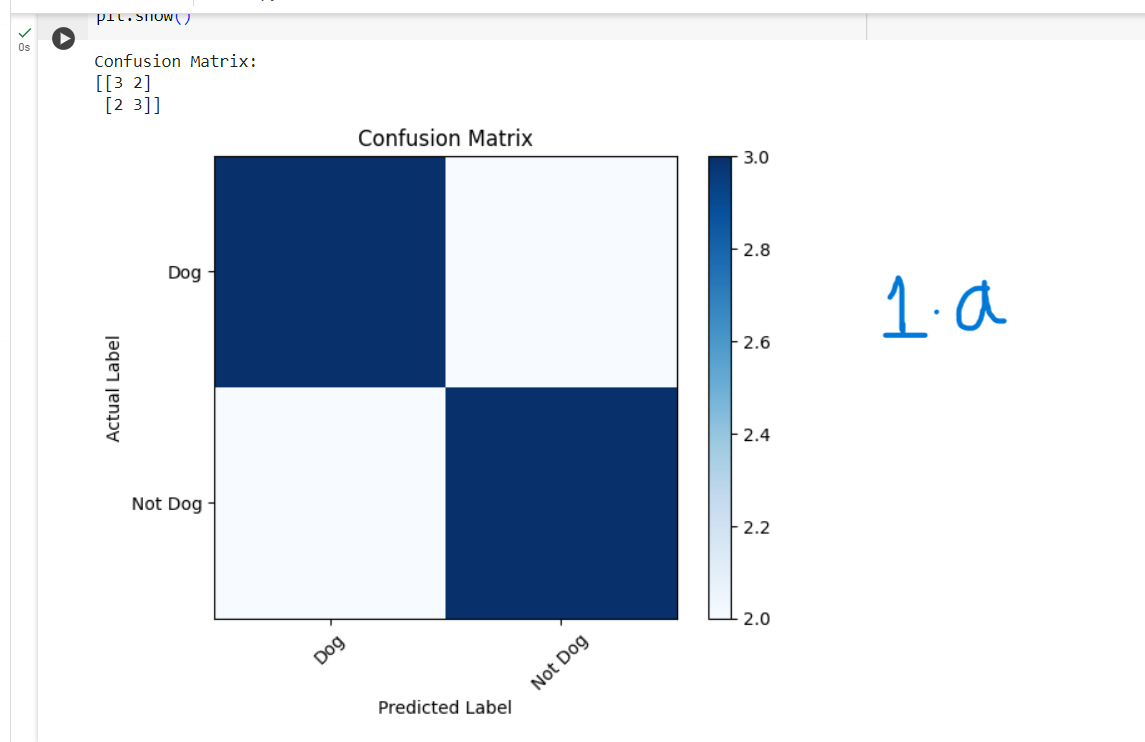 plt.show()
0s
Confusion Matrix:
[[3 2]
 [2 3]]
Confusion Matrix
3.0
2.8
2.6
2.4
2.2
2.0
Actual Label
Dog
Not Dog
Dog
Not Dog
Predicted Label
1.a